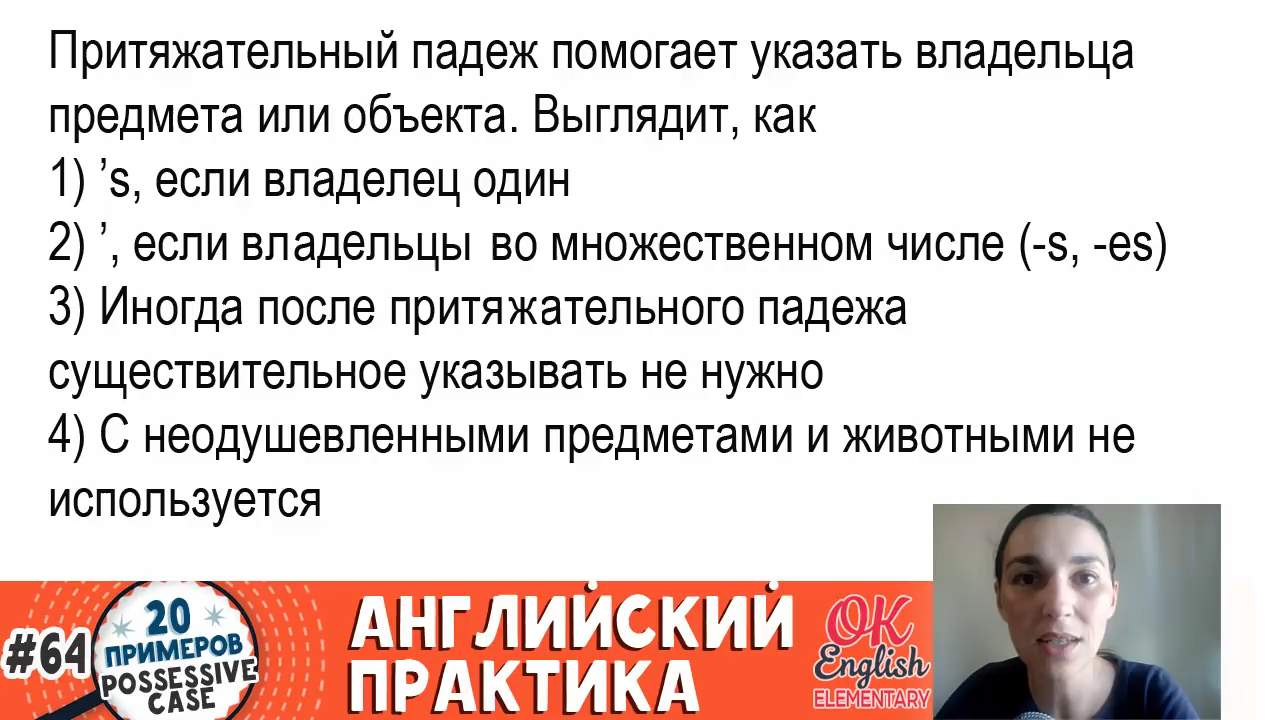 Притяжательный падеж помогает указать владельца
предмета или объекта. Выглядит, как
1) ’s, если владелец один
2) ’, если владельцы во множественном числе (-s, -es)
3) Иногда после притяжательного падежа
существительное указывать не нужно
4) С неодушевленными предметами и животными не
используется
#64
20
ПРИМЕРОВ
POSSESSIVE
CASE
АНГЛИЙСКИЙ
ПРАКТИКА
OK
English
ELEMENTARY